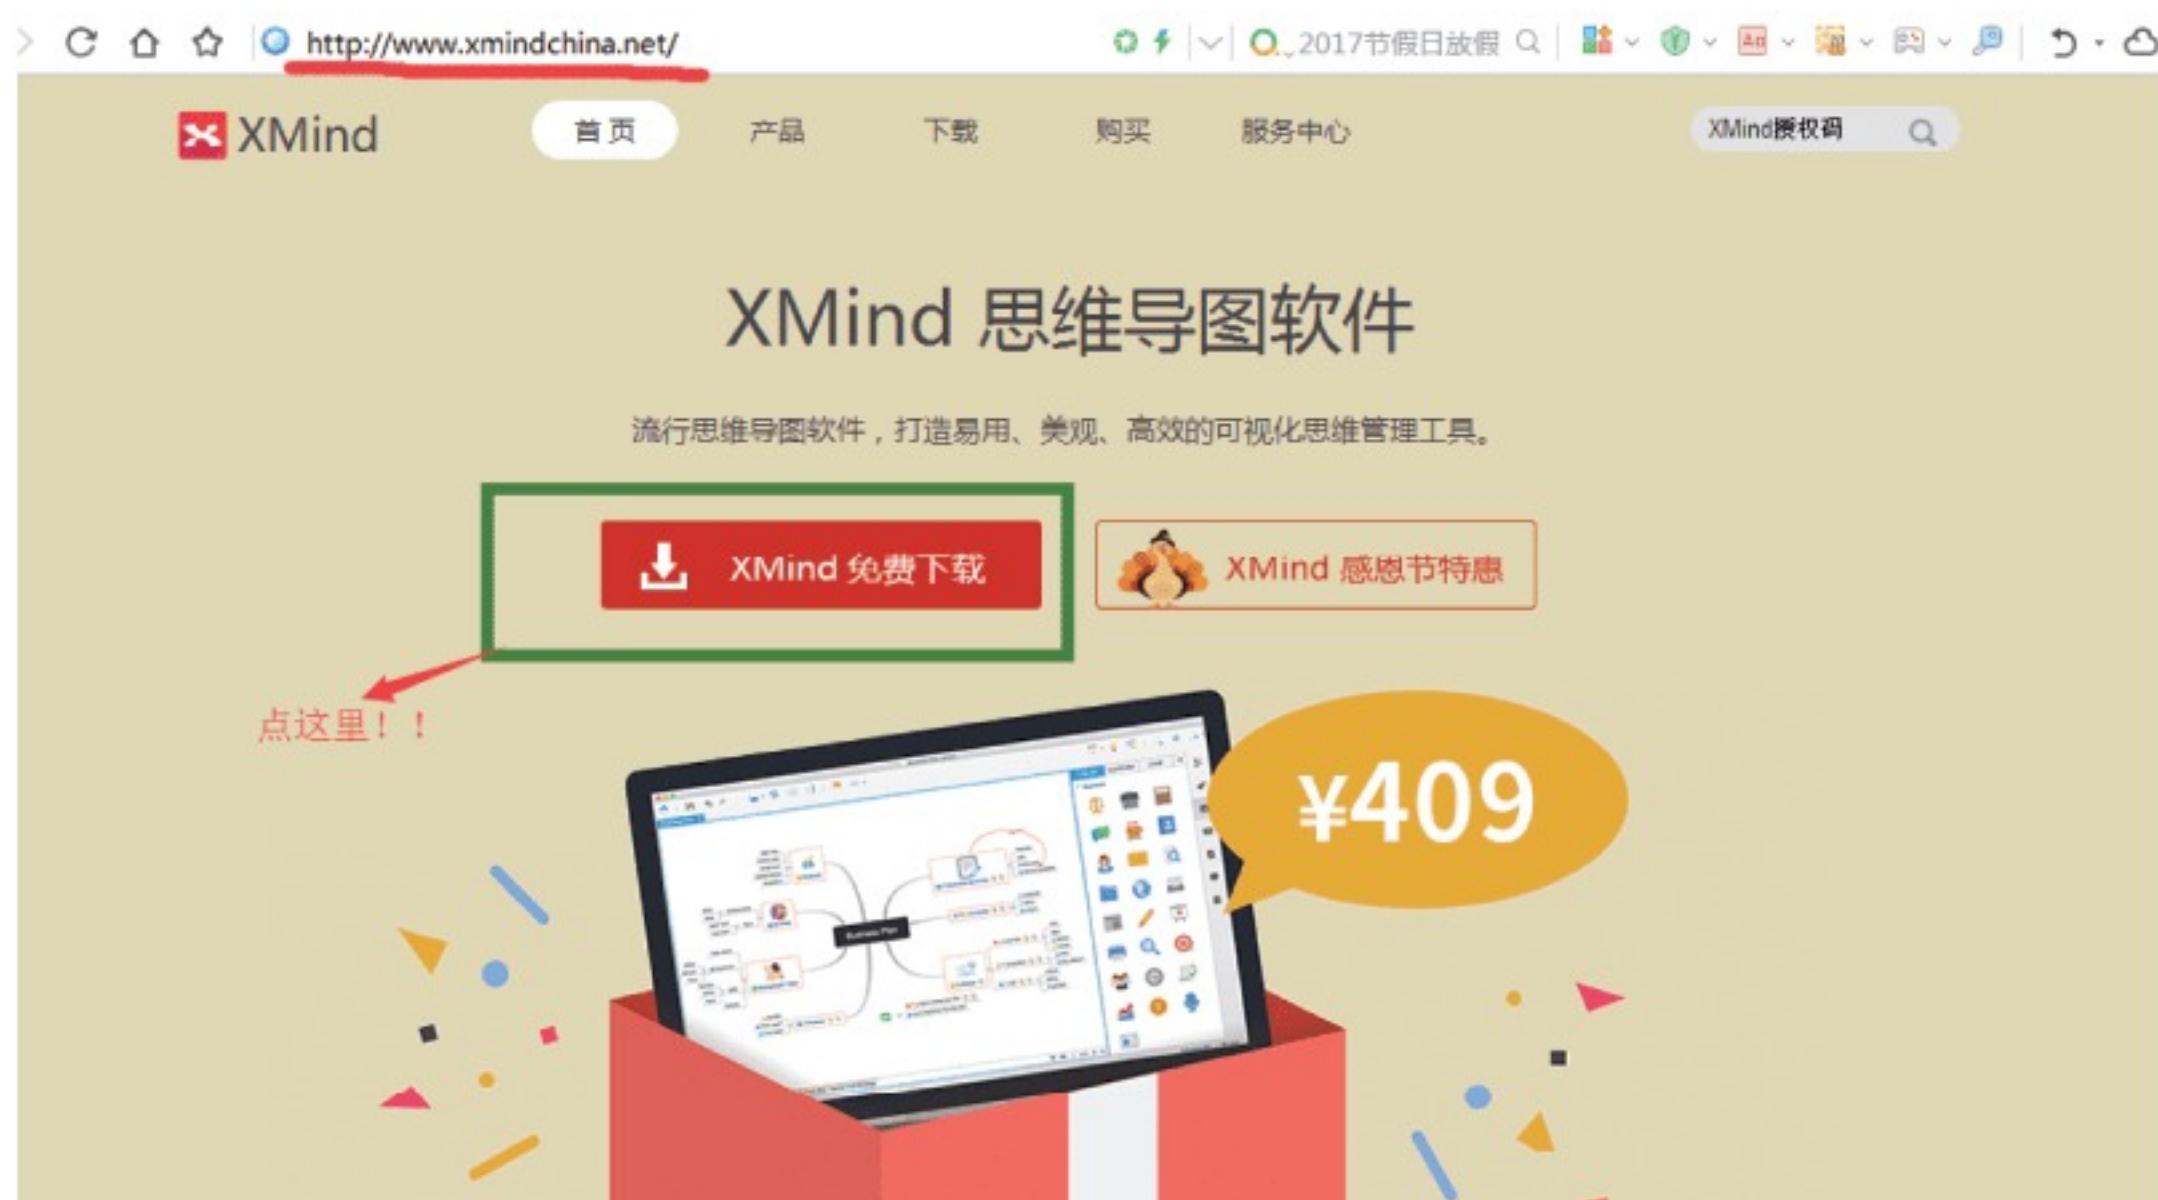 http://www.xmindchina.net/
2017节假日放假
XMind
首页
产品
下载
购买
服务中心
XMind授权码
XMind 思维导图软件
流行思维导图软件，打造易用、美观、高效的可视化思维管理工具。
XMind 免费下载
XMind 感恩节特惠
点这里！！
¥409
Business Plan